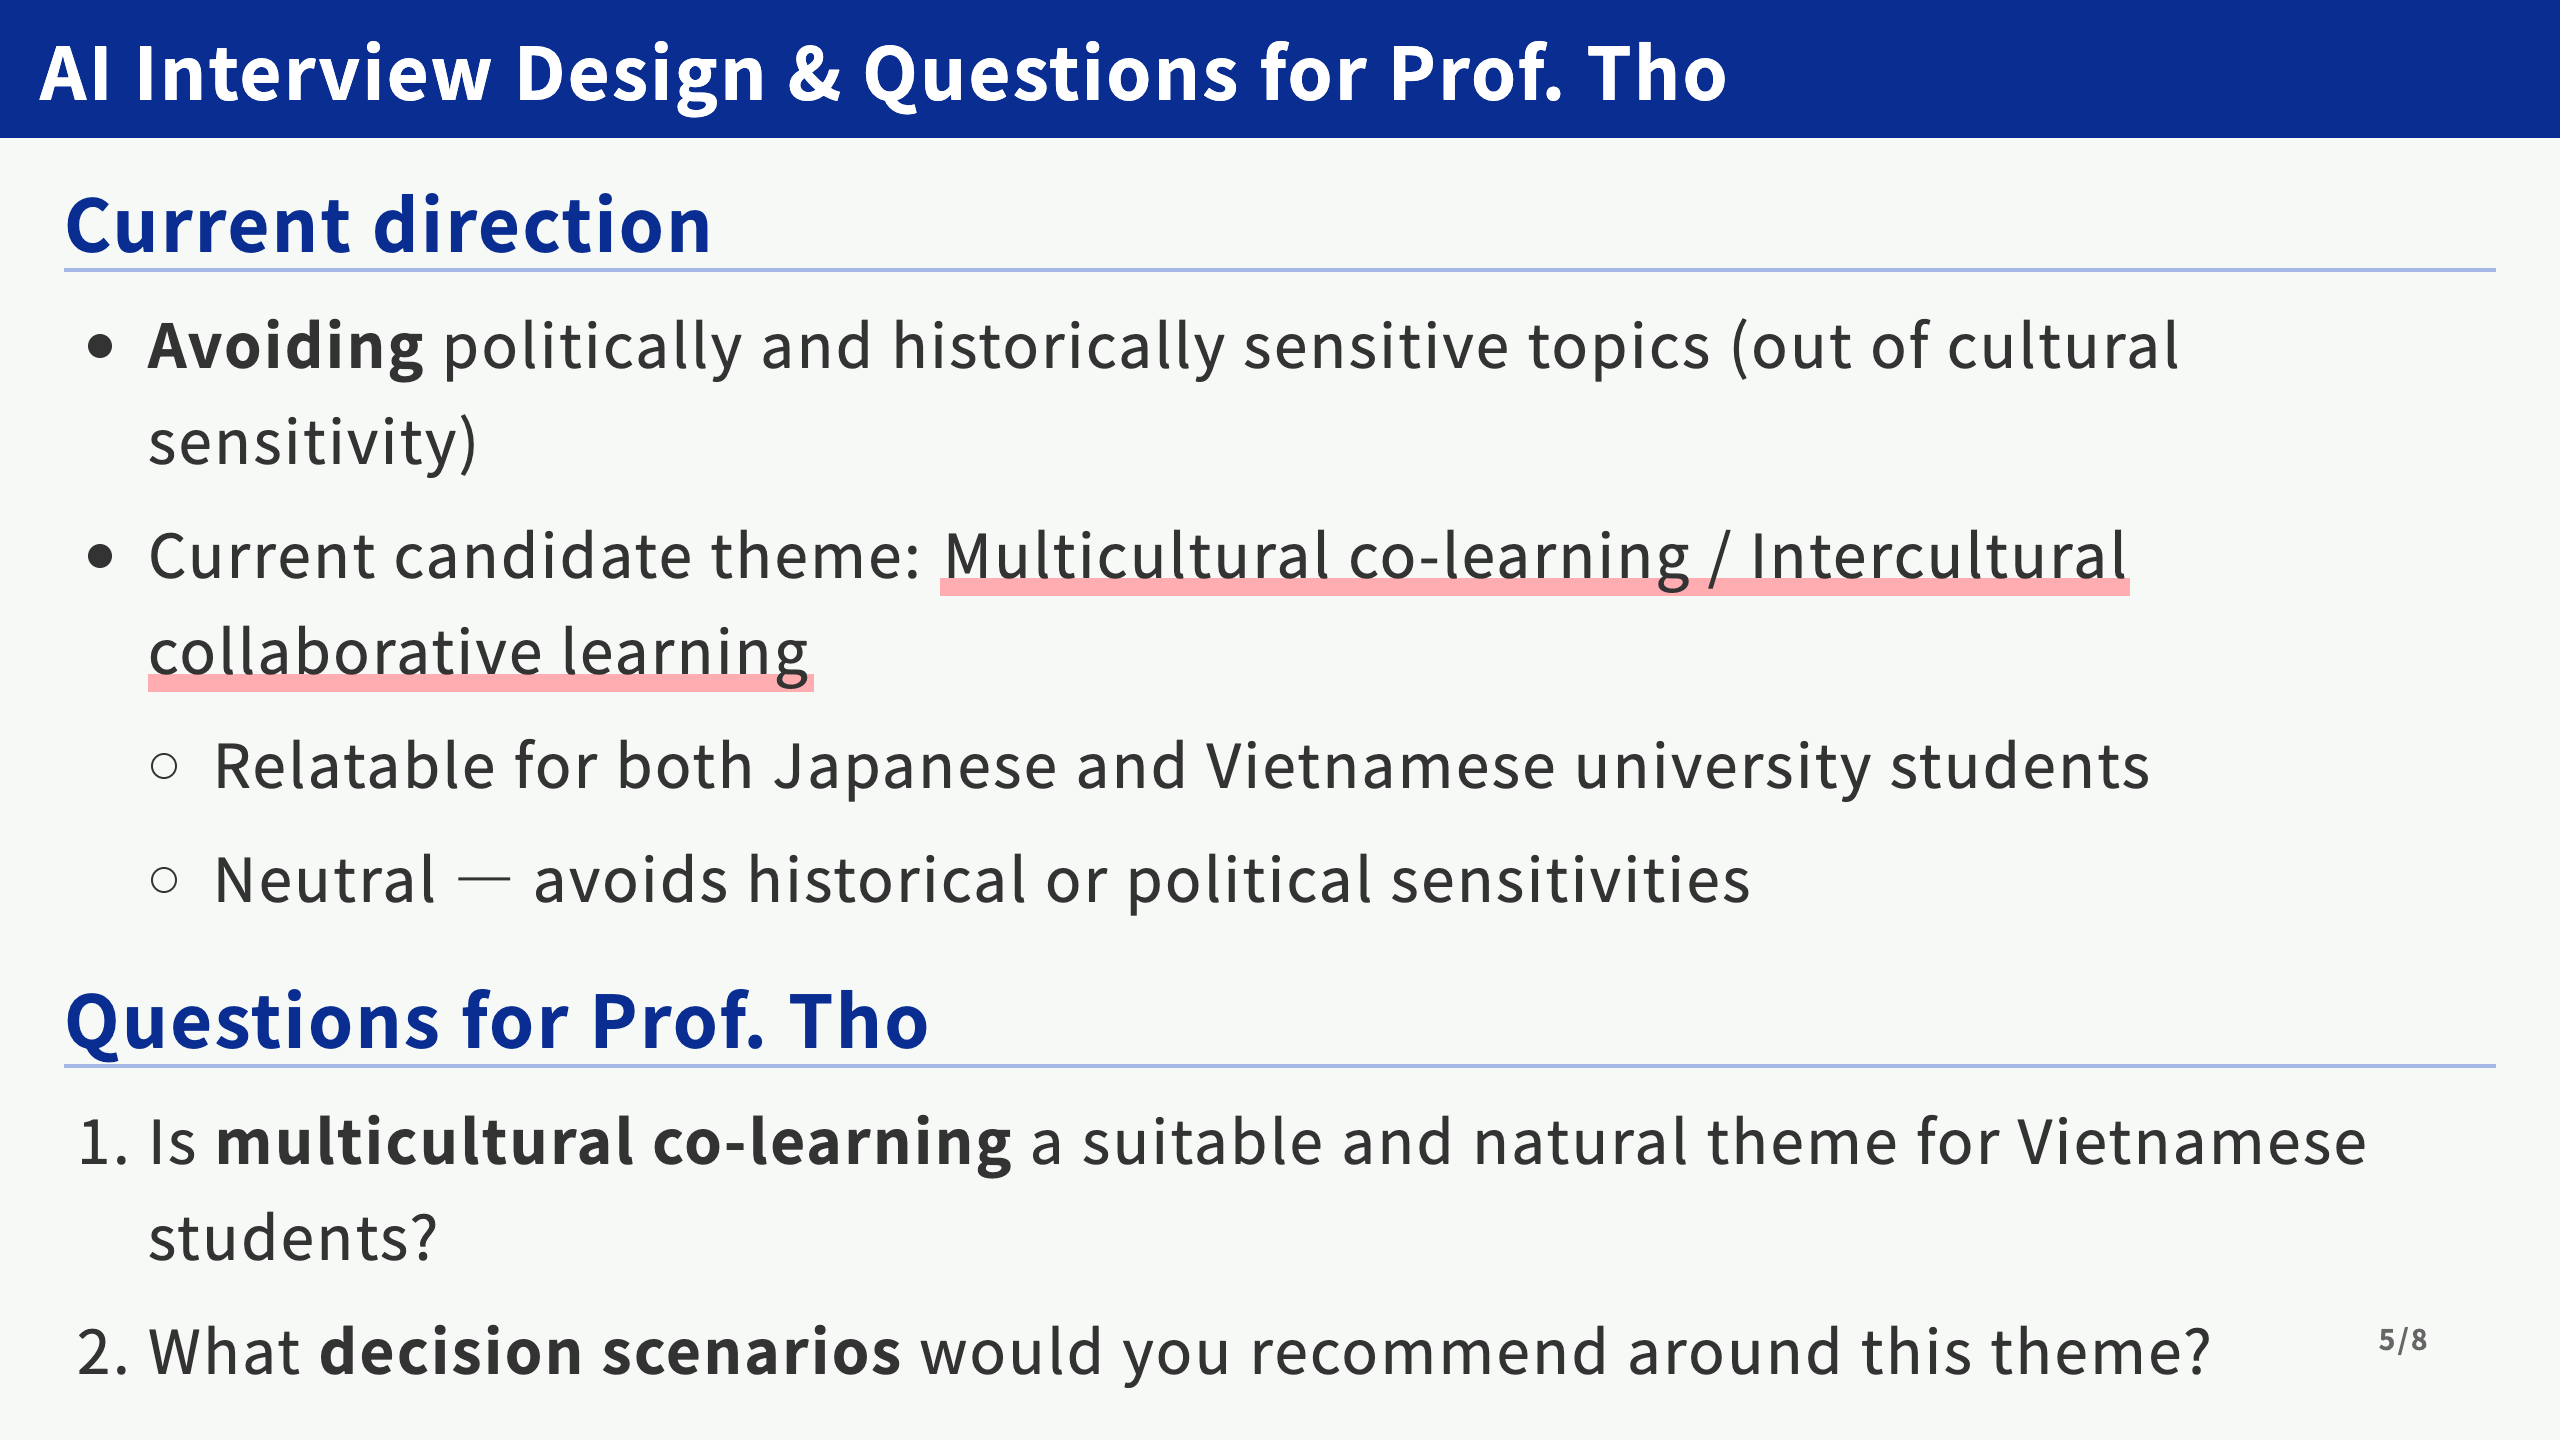 AI Interview Design & Questions for Prof. Tho
Current direction
• Avoiding politically and historically sensitive topics (out of cultural
sensitivity)
• Current candidate theme: Multicultural co-learning / Intercultural
collaborative learning
○ Relatable for both Japanese and Vietnamese university students
○ Neutral — avoids historical or political sensitivities
Questions for Prof. Tho
1. Is multicultural co-learning a suitable and natural theme for Vietnamese
students?
2. What decision scenarios would you recommend around this theme?
5/8